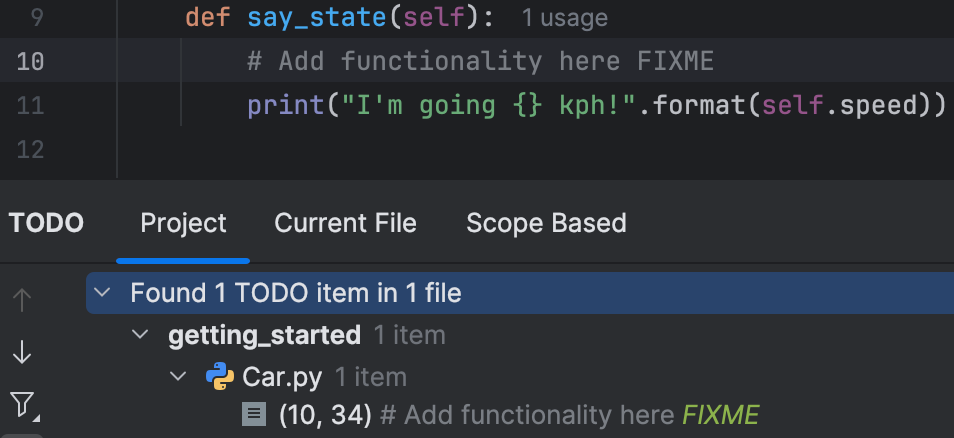 9 def say_state(self): 1 usage
10 # Add functionality here FIXME
11 print("I'm going {} kph!".format(self.speed))
12
TODO Project Current File Scope Based
Found 1 TODO item in 1 file
getting_started 1 item
Car.py 1 item
(10, 34) # Add functionality here FIXME